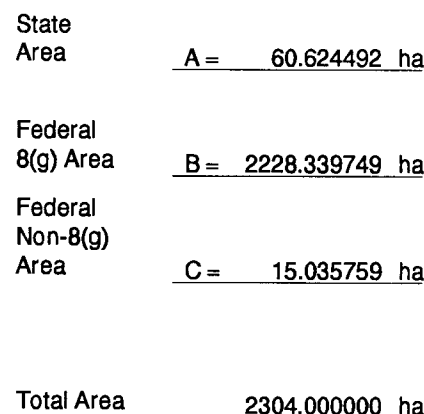 State
Area A = 60.624492 ha
Federal
8(g) Area B = 2228.339749 ha
Federal
Non-8(g)
Area C = 15.035759 ha
Total Area 2304.000000 ha